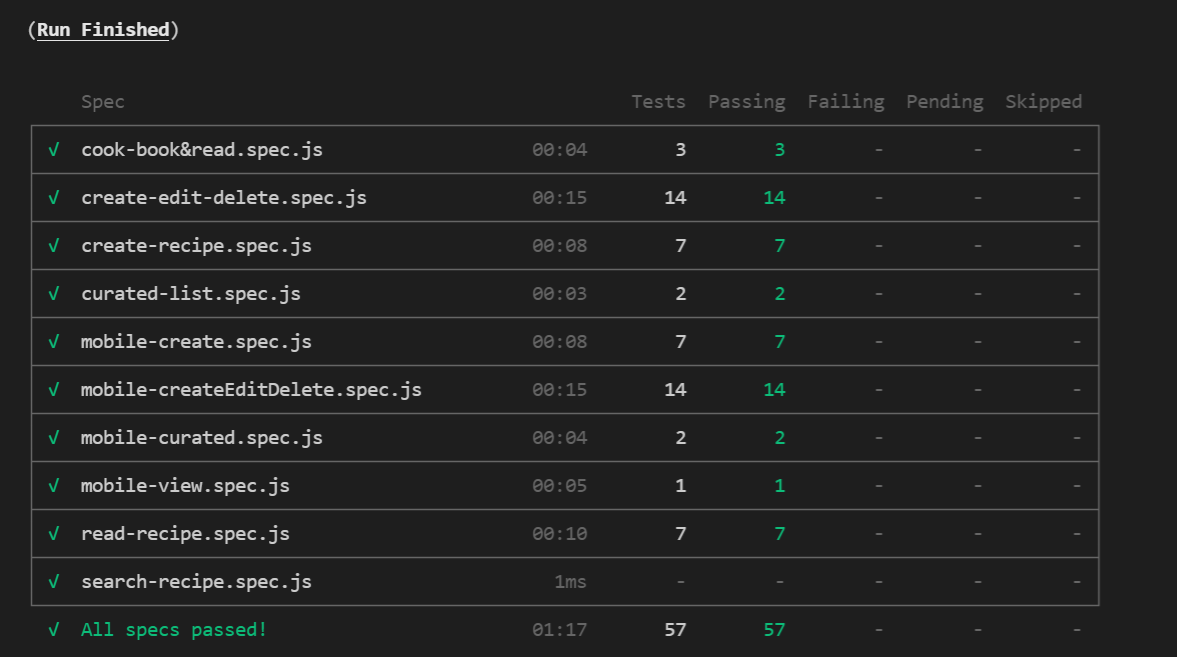 (Run Finished)
Spec Tests Passing Failing Pending Skipped
√ cook-book&read.spec.js 00:04 3 3 - - -
√ create-edit-delete.spec.js 00:15 14 14 - - -
√ create-recipe.spec.js 00:08 7 7 - - -
√ curated-list.spec.js 00:03 2 2 - - -
√ mobile-create.spec.js 00:08 7 7 - - -
√ mobile-createEditDelete.spec.js 00:15 14 14 - - -
√ mobile-curated.spec.js 00:04 2 2 - - -
√ mobile-view.spec.js 00:05 1 1 - - -
√ read-recipe.spec.js 00:10 7 7 - - -
√ search-recipe.spec.js 1ms - - - - -
√ All specs passed! 01:17 57 57 - - -